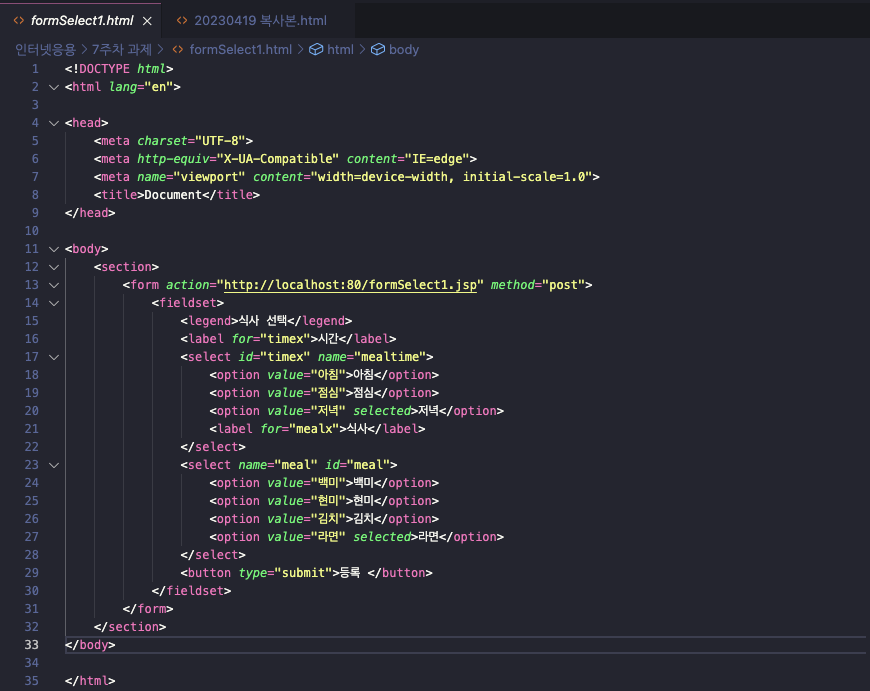 formSelect1.html
20230419 복사본.html
인터넷응용 > 7주차 과제 > formSelect1.html > html > body
1 <!DOCTYPE html>
2 <html lang="en">
3
4 <head>
5     <meta charset="UTF-8">
6     <meta http-equiv="X-UA-Compatible" content="IE=edge">
7     <meta name="viewport" content="width=device-width, initial-scale=1.0">
8     <title>Document</title>
9 </head>
10
11 <body>
12     <section>
13         <form action="http://localhost:80/formSelect1.jsp" method="post">
14             <fieldset>
15                 <legend>식사 선택</legend>
16                 <label for="timex">시간</label>
17                 <select id="timex" name="mealtime">
18                     <option value="아침">아침</option>
19                     <option value="점심">점심</option>
20                     <option value="저녁" selected>저녁</option>
21                     <label for="mealx">식사</label>
22                 </select>
23                 <select name="meal" id="meal">
24                     <option value="백미">백미</option>
25                     <option value="현미">현미</option>
26                     <option value="김치">김치</option>
27                     <option value="라면" selected>라면</option>
28                 </select>
29                 <button type="submit">등록 </button>
30             </fieldset>
31         </form>
32     </section>
33 </body>
34
35 </html>